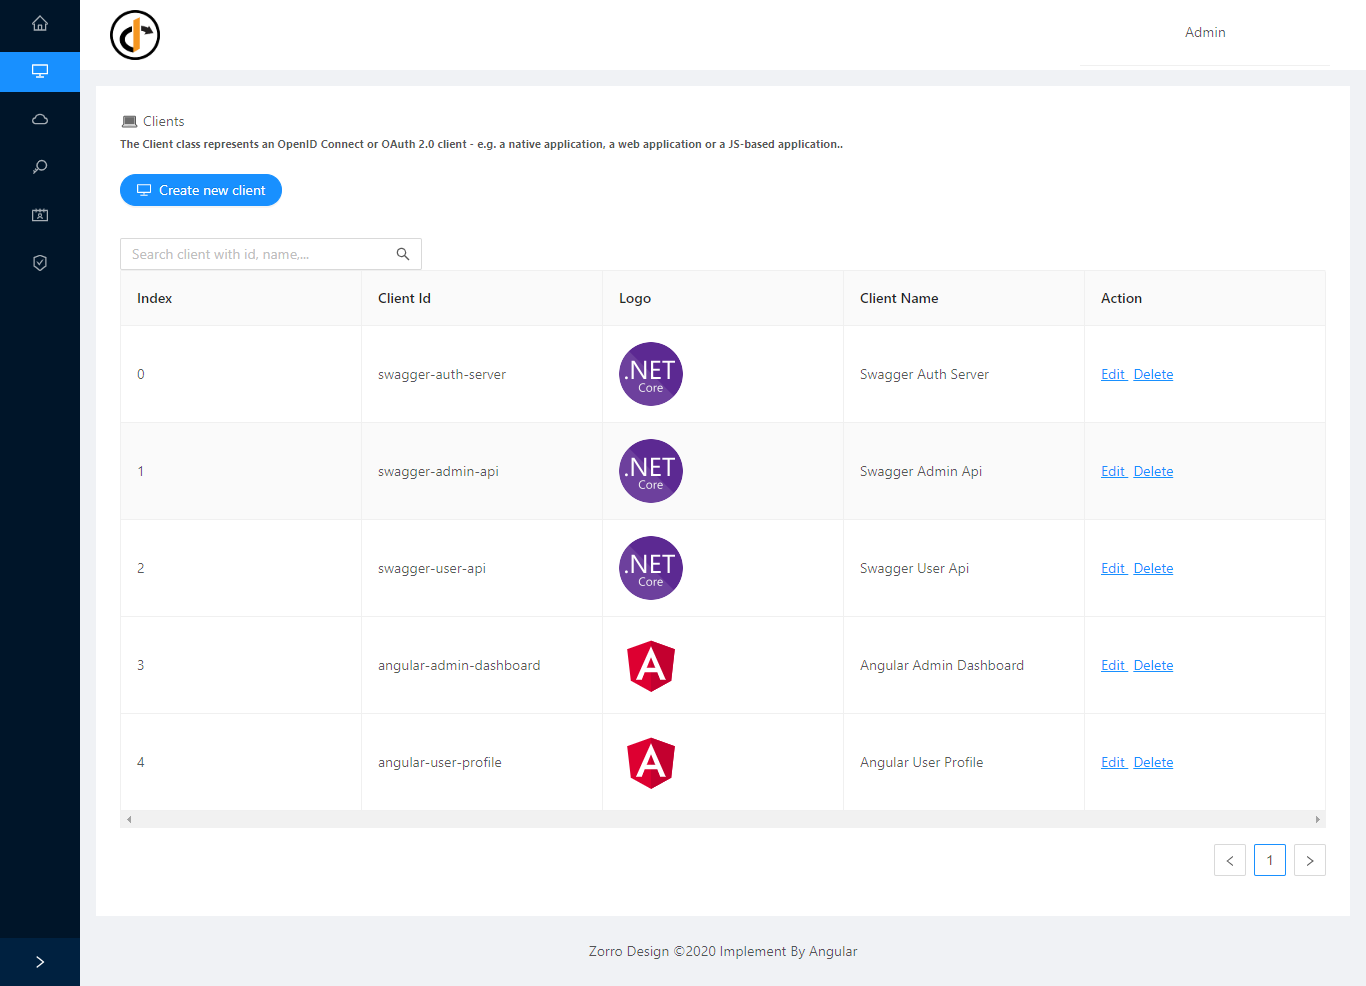 Admin
Clients
The Client class represents an OpenID Connect or OAuth 2.0 client - e.g. a native application, a web application or a JS-based application..
Create new client
Search client with id, name,...
Index Client Id Logo Client Name Action
0 swagger-auth-server .NET Core Swagger Auth Server Edit Delete
1 swagger-admin-api .NET Core Swagger Admin Api Edit Delete
2 swagger-user-api .NET Core Swagger User Api Edit Delete
3 angular-admin-dashboard A Angular Admin Dashboard Edit Delete
4 angular-user-profile A Angular User Profile Edit Delete
< 1 >
Zorro Design ©2020 Implement By Angular